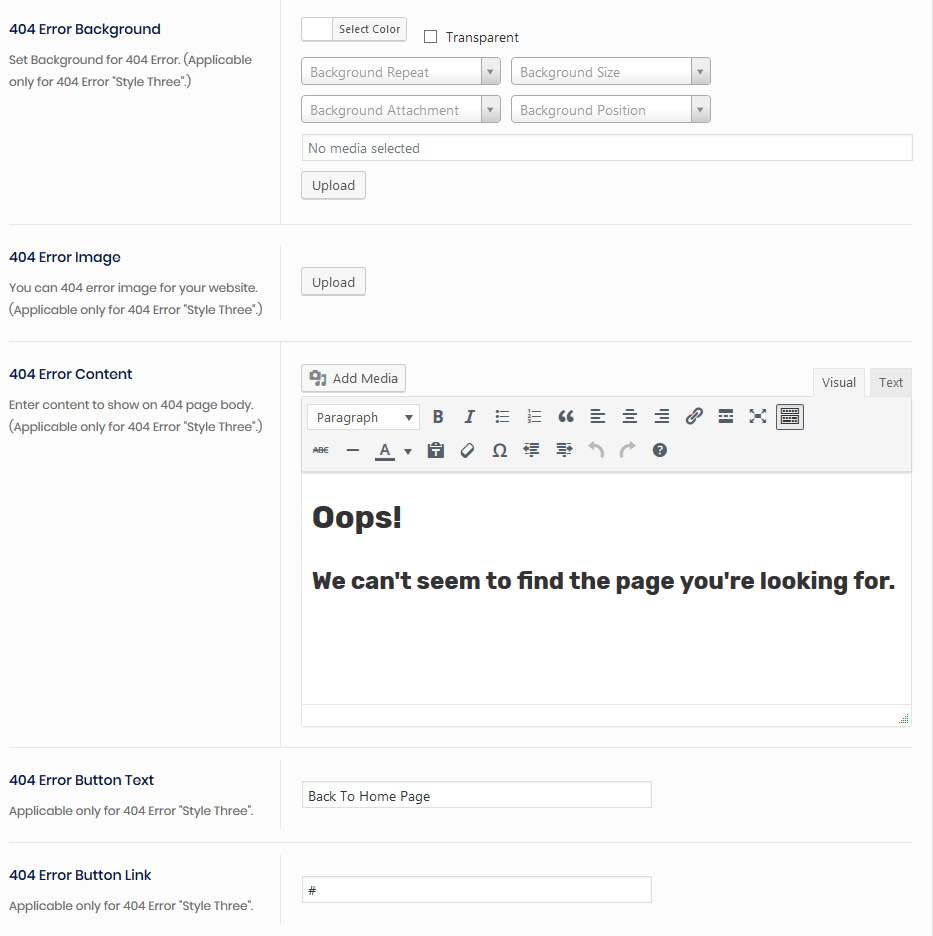 404 Error Background
Set Background for 404 Error. (Applicable
only for 404 Error "Style Three".)
Select Color
Transparent
Background Repeat
Background Size
Background Attachment
Background Position
No media selected
Upload
404 Error Image
You can 404 error image for your website.
(Applicable only for 404 Error "Style Three".)
Upload
404 Error Content
Enter content to show on 404 page body.
(Applicable only for 404 Error "Style Three".)
Add Media
Visual
Text
Paragraph
B
I
ABC
A
Ω
Oops!
We can't seem to find the page you're looking for.
404 Error Button Text
Applicable only for 404 Error "Style Three".
Back To Home Page
404 Error Button Link
Applicable only for 404 Error "Style Three".
#